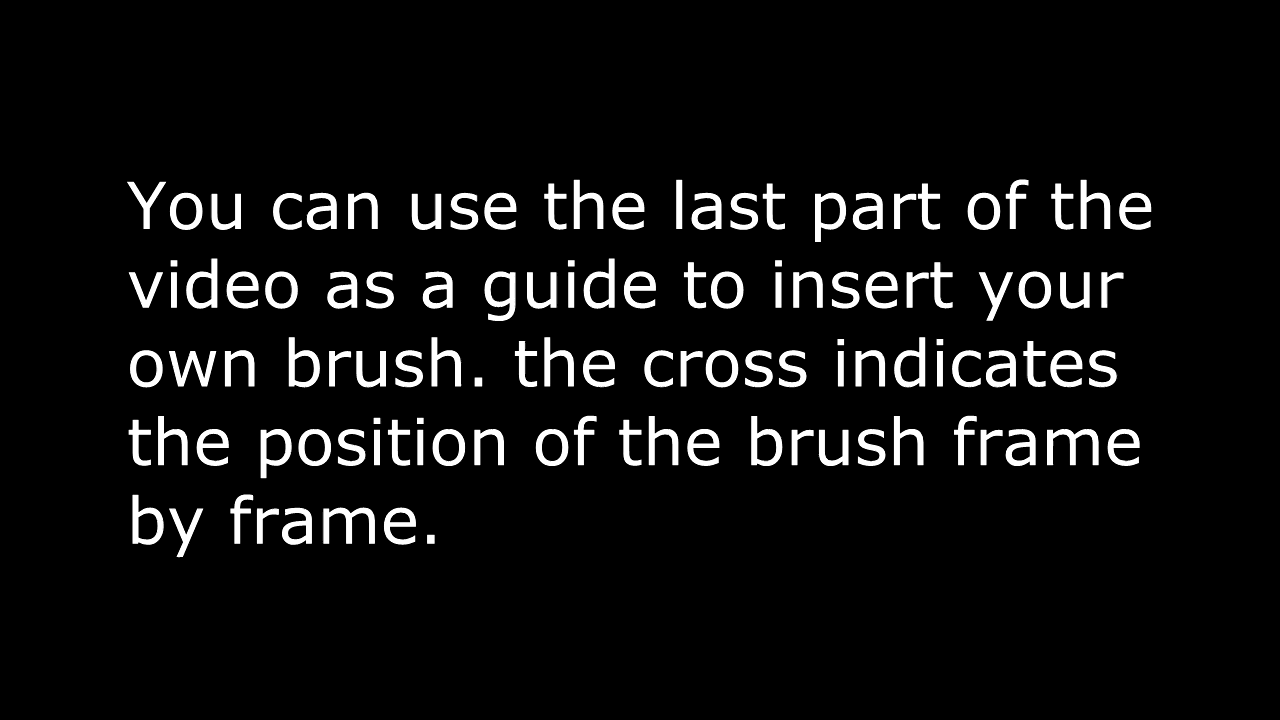 You can use the last part of the
video as a guide to insert your
own brush. the cross indicates
the position of the brush frame
by frame.